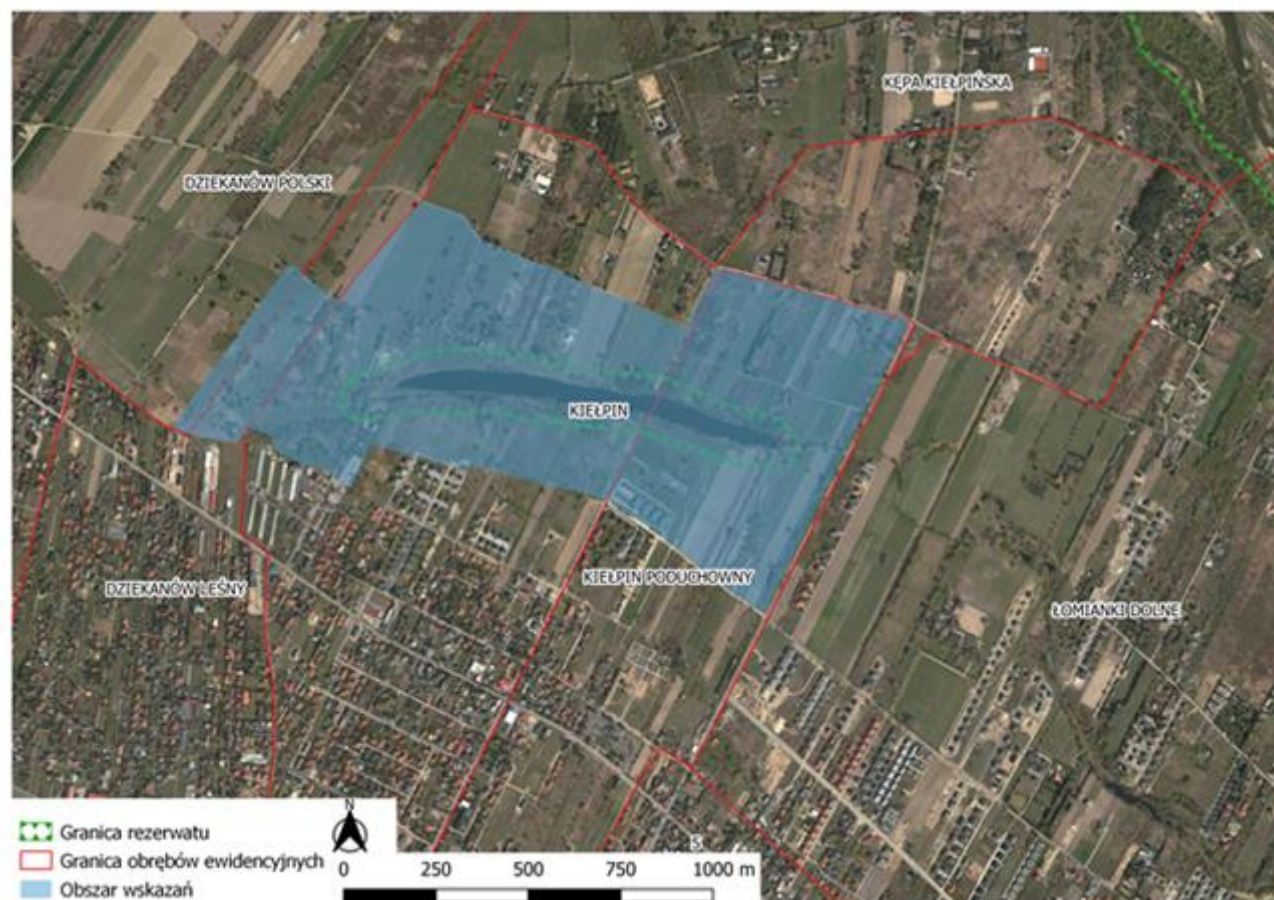 KĘPA KIEŁPIŃSKA
DZIEKANÓW POLSKI
KIEŁPIN
KIEŁPIN PODUCHOWNY
DZIEKANÓW LEŚNY
ŁOMIANKI DOLNE
Granica rezerwatu
Granica obrębów ewidencyjnych
Obszar wskazań
N
S
0 250 500 750 1000 m